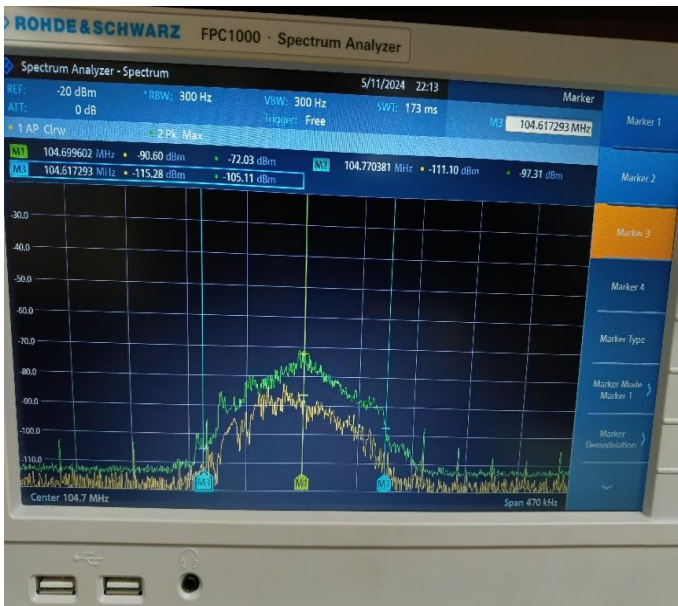 ROHDE&SCHWARZ FPC1000 · Spectrum Analyzer
Spectrum Analyzer - Spectrum 5/11/2024 22:13 Marker
REF: -20 dBm *RBW: 300 Hz VBW: 300 Hz SWT: 173 ms
ATT: 0 dB Trigger: Free M3 104.617293 MHz
1 AP Clrw 2 Pk Max
M1 104.699602 MHz -90.60 dBm -72.03 dBm M2 104.770381 MHz -111.10 dBm -97.31 dBm
M3 104.617293 MHz -115.28 dBm -105.11 dBm
-30.0
-40.0
-50.0
-60.0
-70.0
-80.0
-90.0
-100.0
-110.0
M3 M1 M2
Center 104.7 MHz Span 470 kHz
Marker 1
Marker 2
Marker 3
Marker 4
Marker Type
Marker Mode
Marker 1
Marker
Demodulation